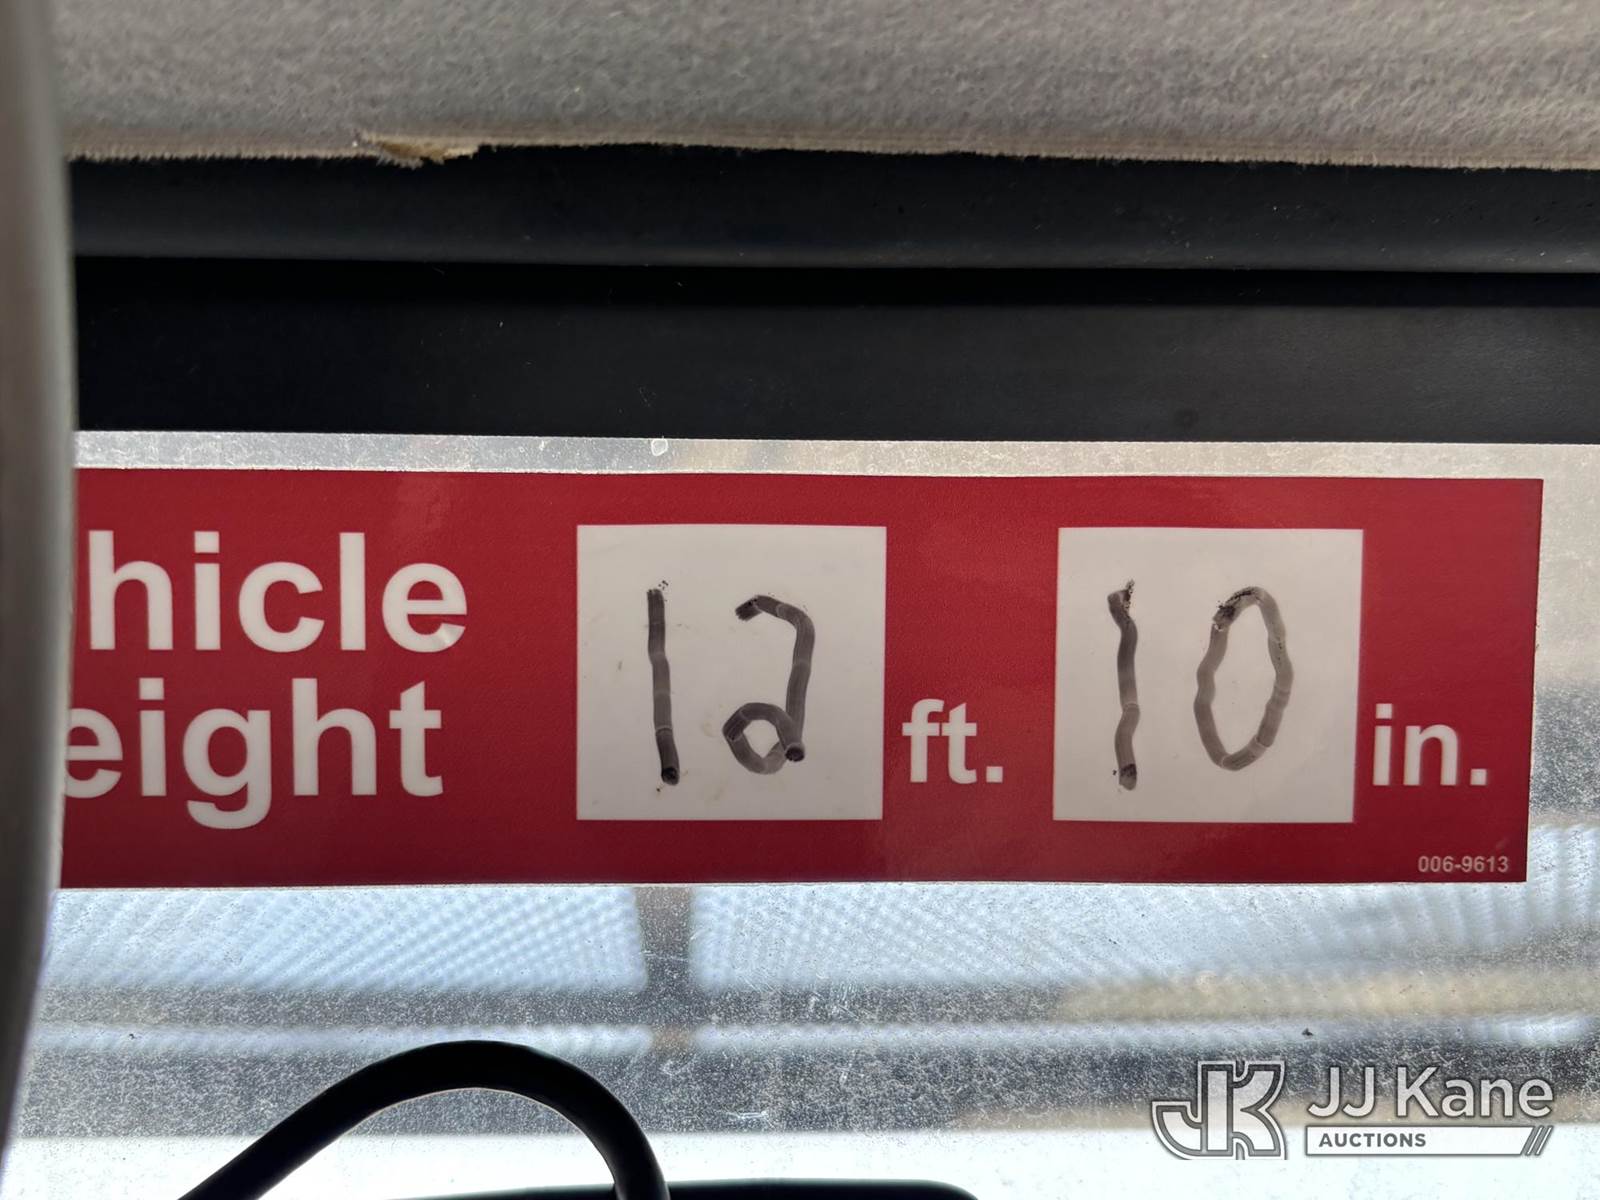 hicle
eight
12 ft. 10 in.
006-9613
JJ Kane
AUCTIONS